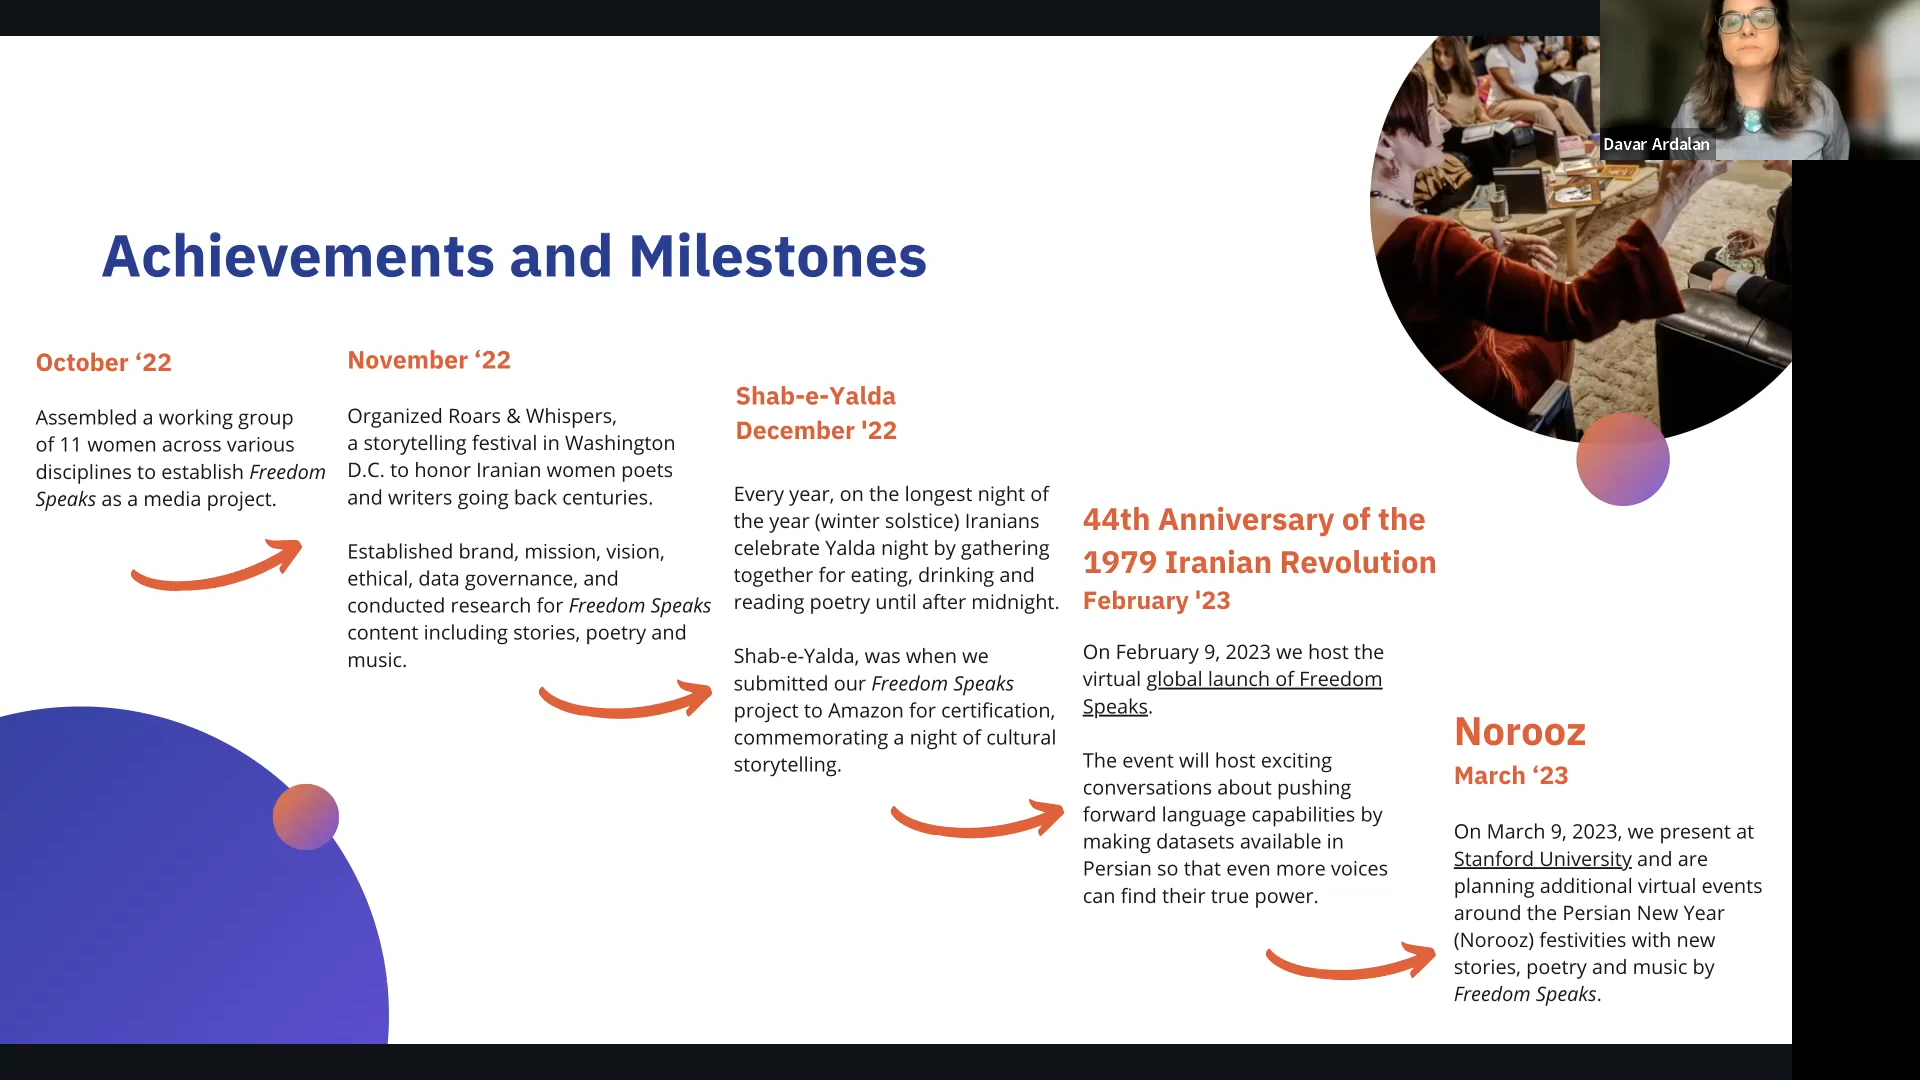 Davar Ardalan
Achievements and Milestones
October ‘22
Assembled a working group
of 11 women across various
disciplines to establish Freedom
Speaks as a media project.
November ‘22
Organized Roars & Whispers,
a storytelling festival in Washington
D.C. to honor Iranian women poets
and writers going back centuries.
Established brand, mission, vision,
ethical, data governance, and
conducted research for Freedom Speaks
content including stories, poetry and
music.
Shab-e-Yalda
December '22
Every year, on the longest night of
the year (winter solstice) Iranians
celebrate Yalda night by gathering
together for eating, drinking and
reading poetry until after midnight.
Shab-e-Yalda, was when we
submitted our Freedom Speaks
project to Amazon for certification,
commemorating a night of cultural
storytelling.
44th Anniversary of the
1979 Iranian Revolution
February '23
On February 9, 2023 we host the
virtual global launch of Freedom
Speaks.
The event will host exciting
conversations about pushing
forward language capabilities by
making datasets available in
Persian so that even more voices
can find their true power.
Norooz
March ‘23
On March 9, 2023, we present at
Stanford University and are
planning additional virtual events
around the Persian New Year
(Norooz) festivities with new
stories, poetry and music by
Freedom Speaks.